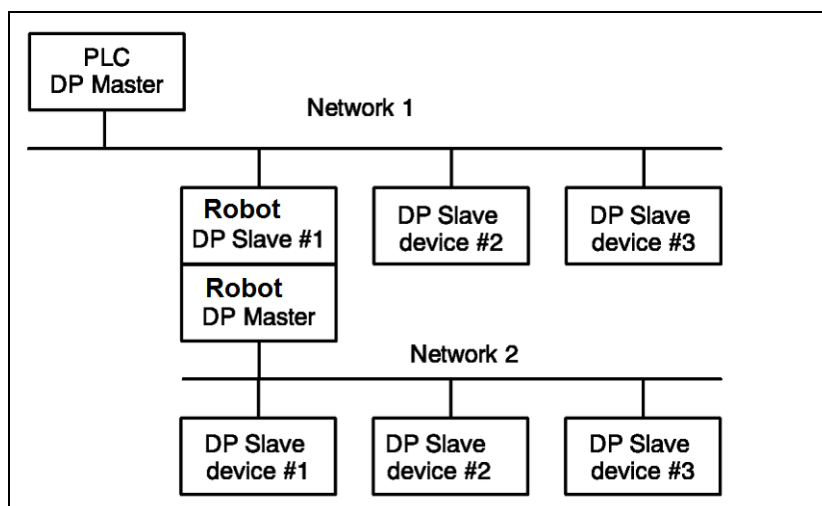 PLC
DP Master
Network 1
Robot
DP Slave #1
DP Slave
device #2
DP Slave
device #3
Robot
DP Master
Network 2
DP Slave
device #1
DP Slave
device #2
DP Slave
device #3